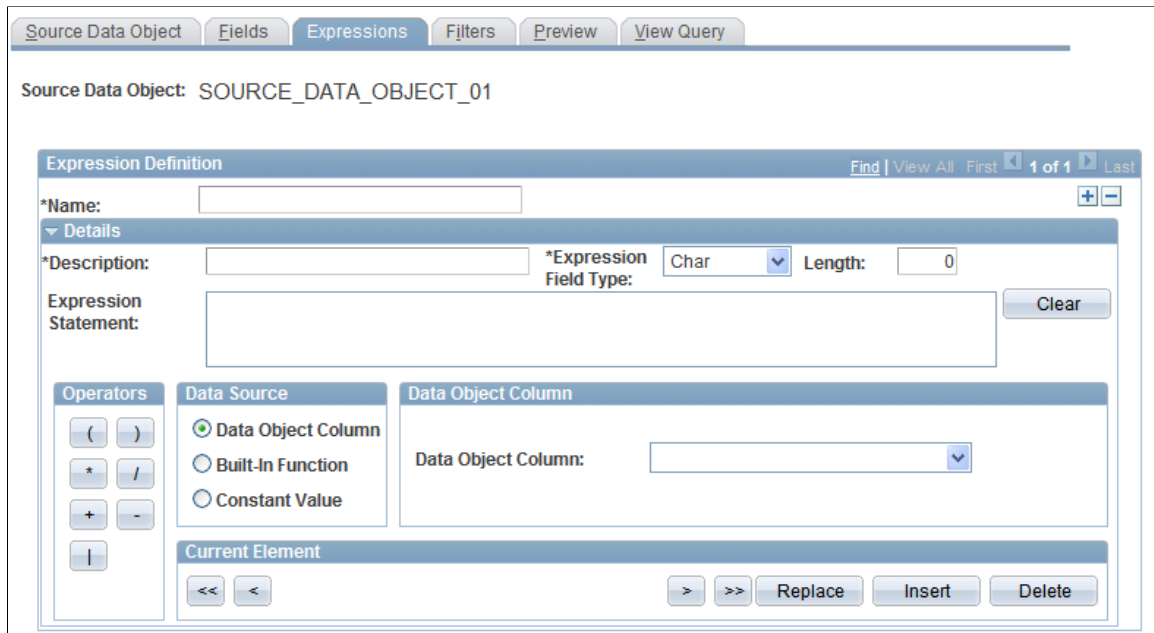 Source Data Object Fields Expressions Filters Preview View Query
Source Data Object: SOURCE_DATA_OBJECT_01
Expression Definition Find | View All First 1 of 1 Last
*Name:
+ -
Details
*Description: *Expression Field Type: Char Length: 0
Expression Statement: Clear
Operators Data Source Data Object Column
( ) Data Object Column
* / Built-In Function Data Object Column:
+ - Constant Value
| Current Element
<< < > >> Replace Insert Delete